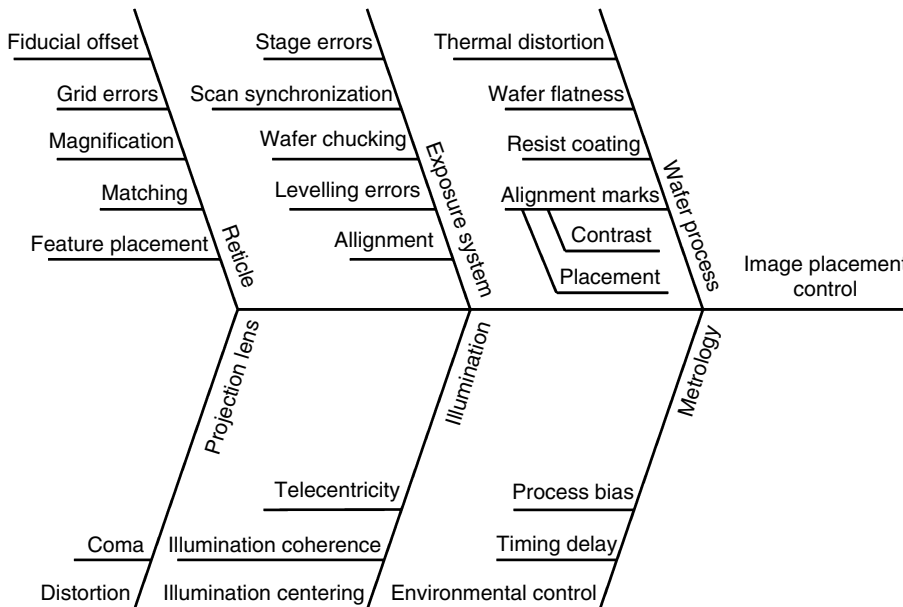 Fiducial offset
Grid errors
Magnification
Matching
Feature placement
Reticle
Stage errors
Scan synchronization
Wafer chucking
Levelling errors
Allignment
Exposure system
Thermal distortion
Wafer flatness
Resist coating
Alignment marks
Contrast
Placement
Wafer process
Image placement
control
Projection lens
Coma
Distortion
Illumination
Telecentricity
Illumination coherence
Illumination centering
Metrology
Process bias
Timing delay
Environmental control